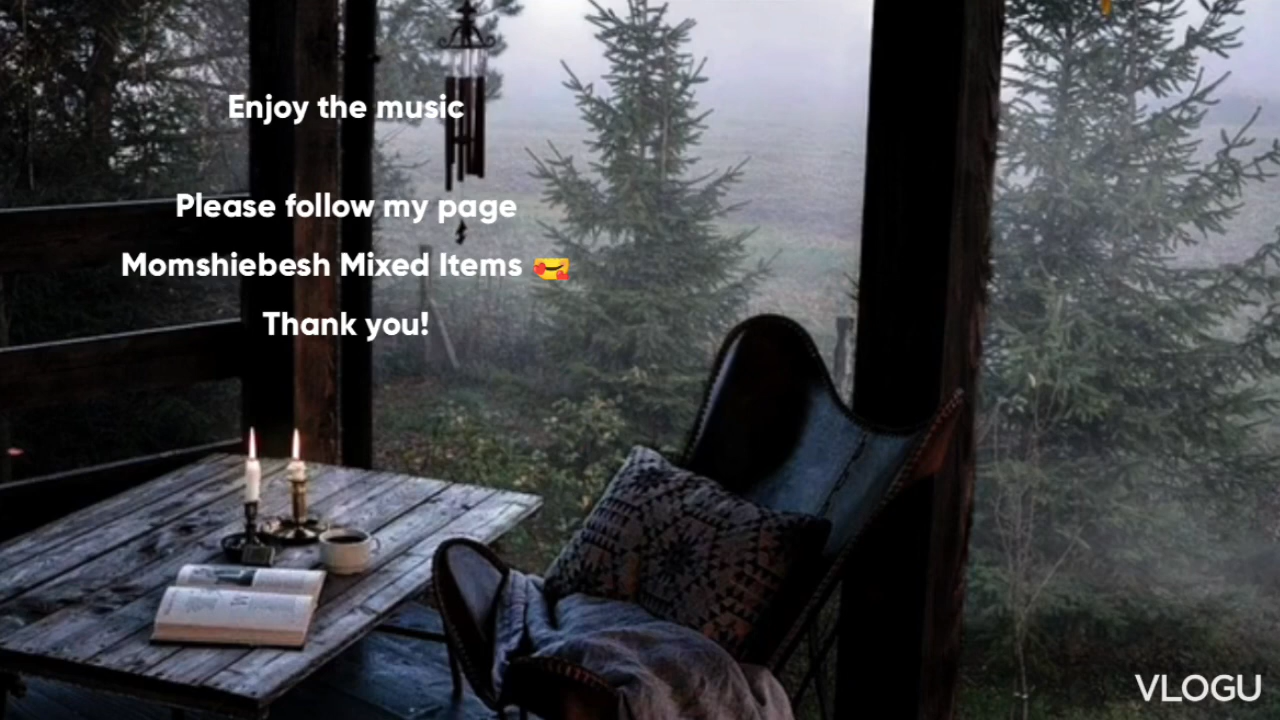 Enjoy the music
Please follow my page
Momshiebesh Mixed Items 🥰
Thank you!
VLOGU